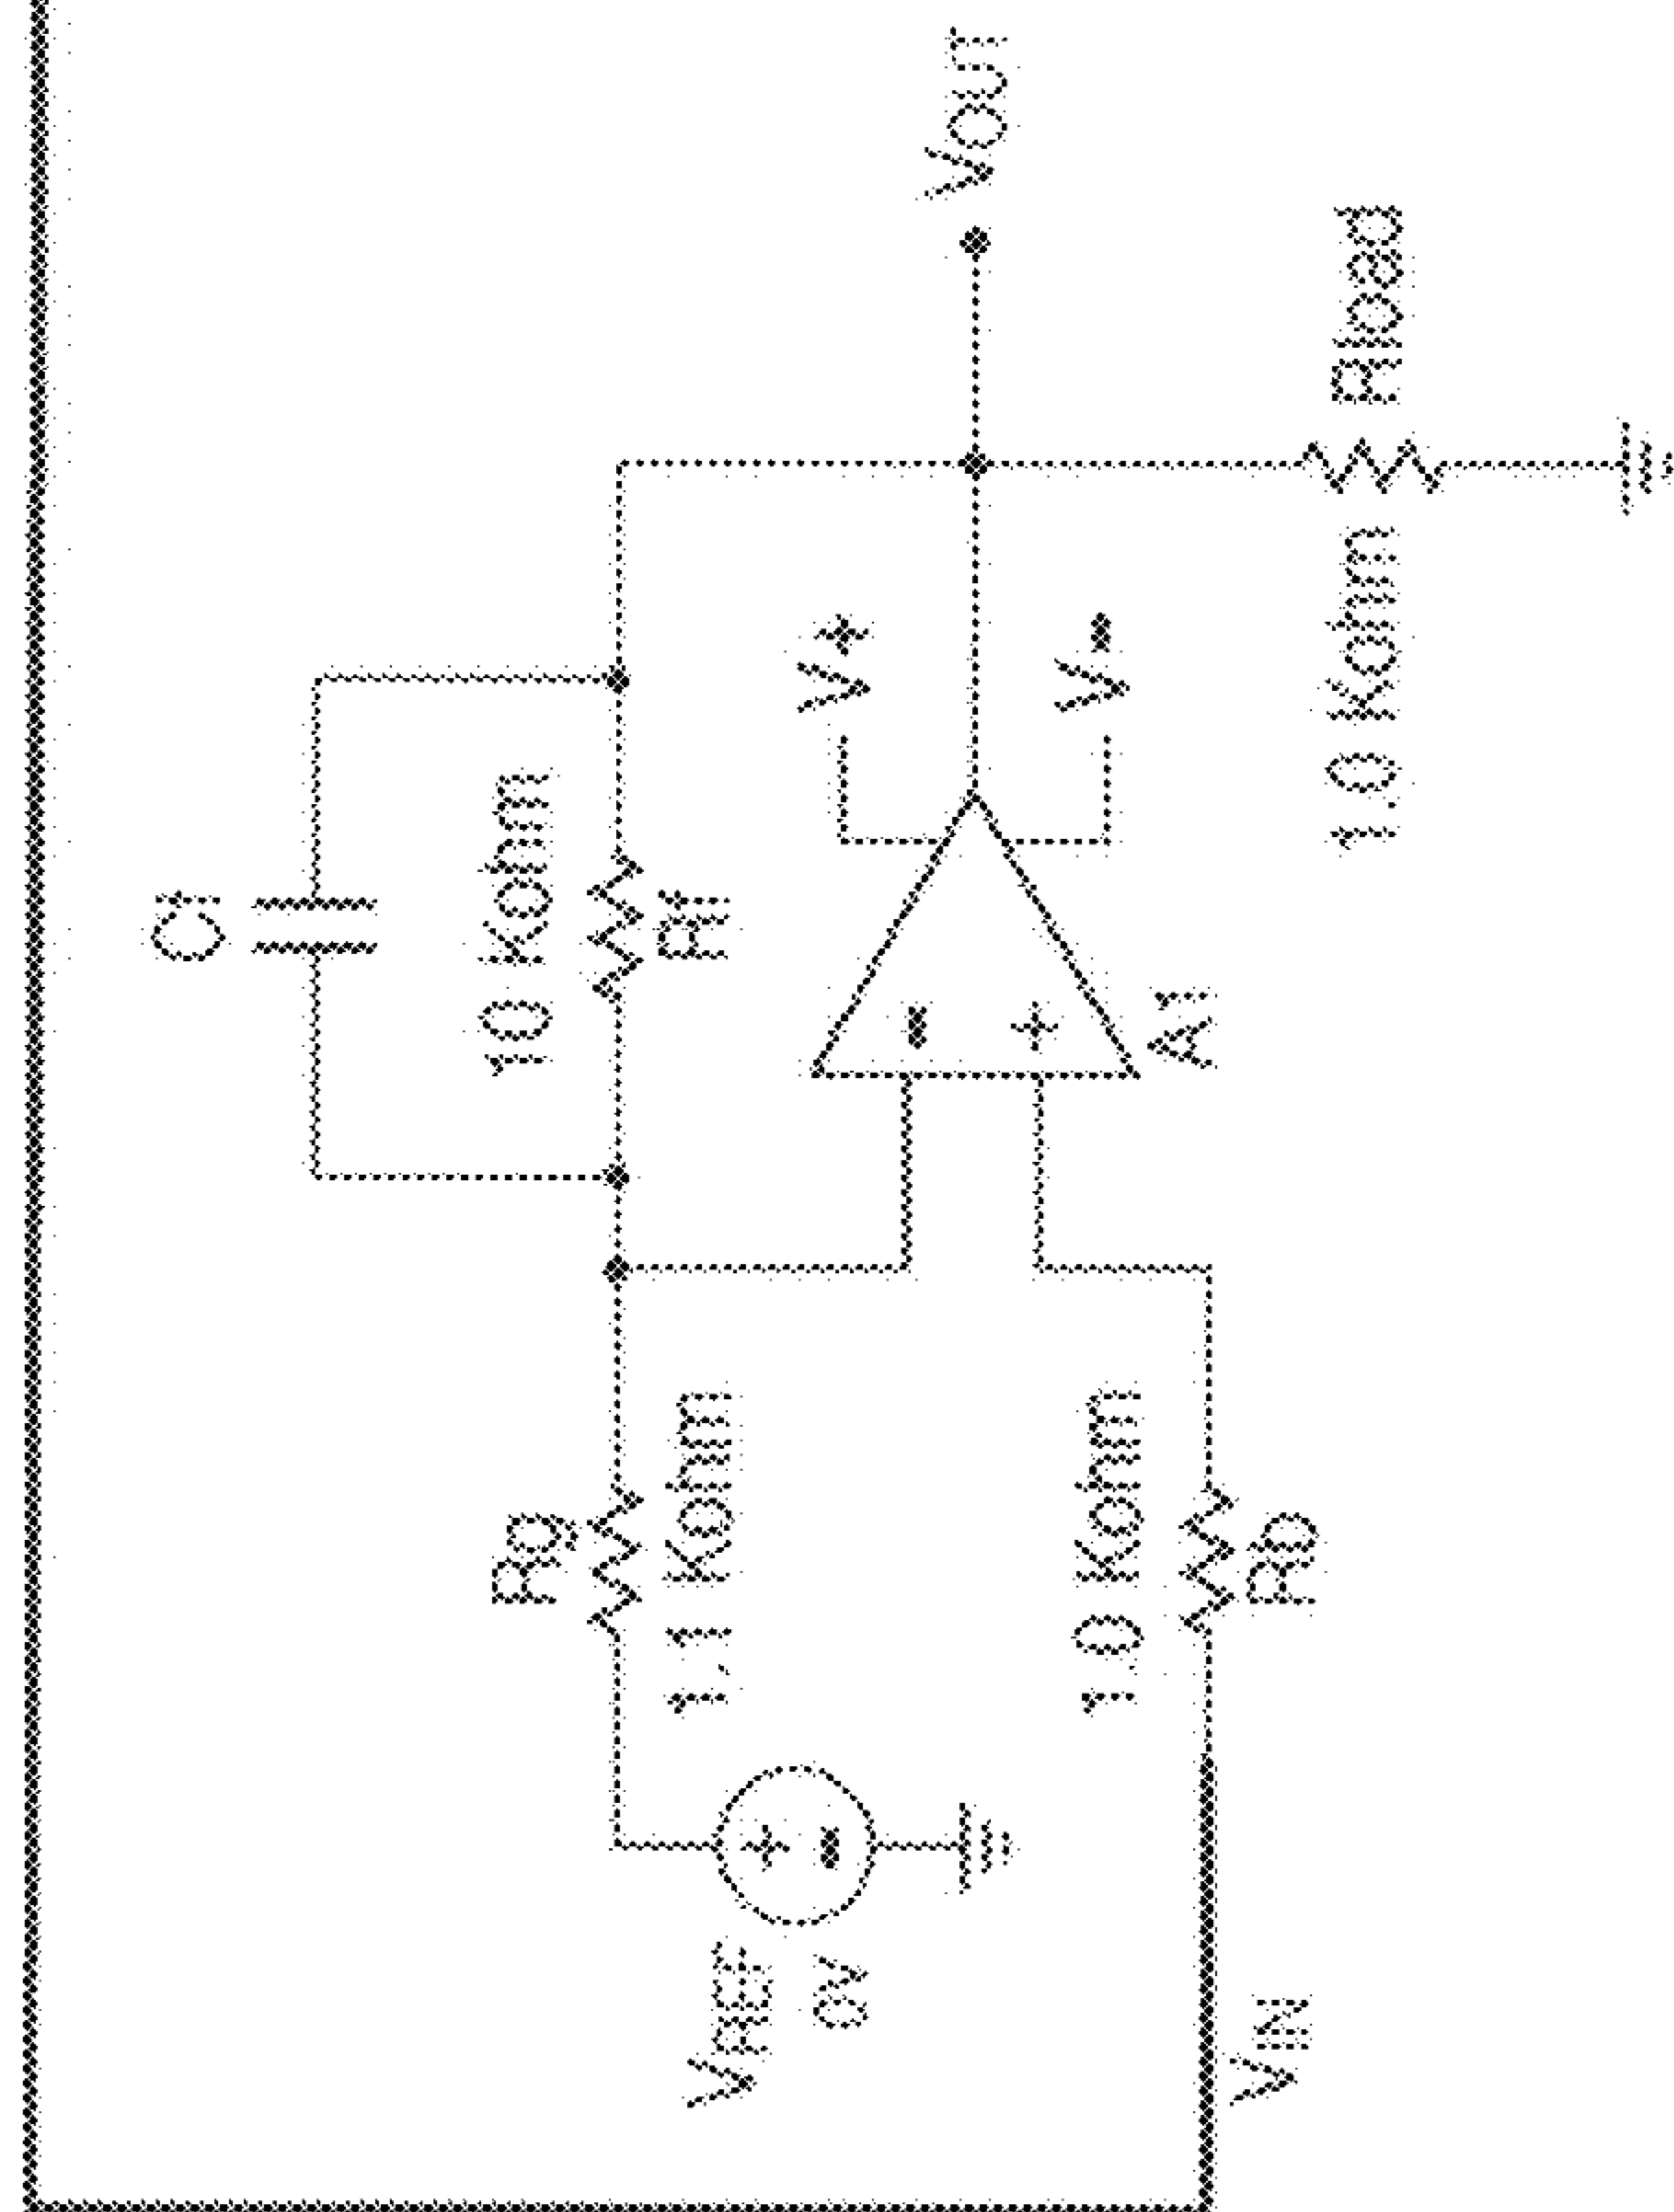 Cf
10 Kohm
Rf
Rg
1.1 Kohm
VREF
0V
V+
-
+
V-
A1
VOUT
1.0 Kohm
Rb
VIN
1.0 Kohm
Rload
+
-